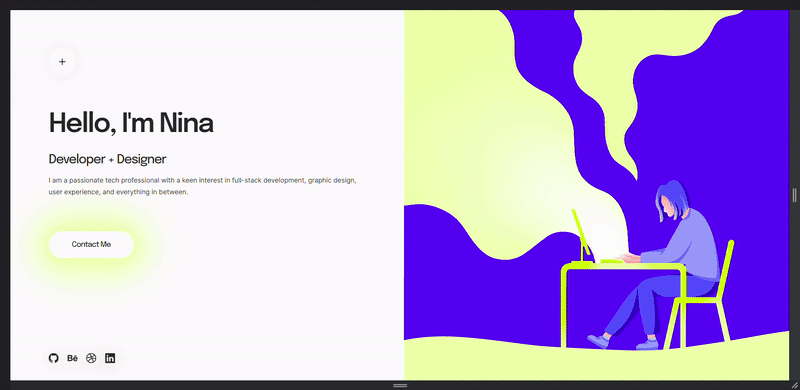 +
Hello, I'm Nina
Developer + Designer
I am a passionate tech professional with a keen interest in full-stack development, graphic design,
user experience, and everything in between.
Contact Me
Bē
in